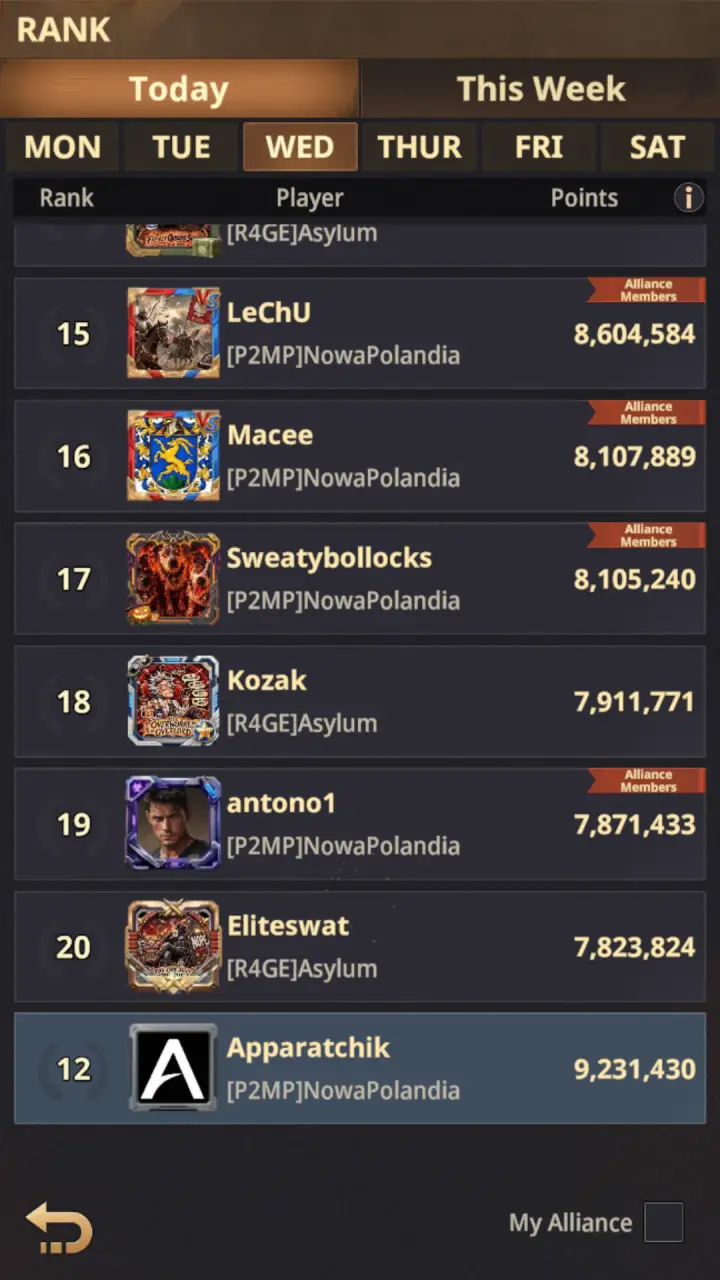 RANK
Today
This Week
MON
TUE
WED
THUR
FRI
SAT
Rank
Player
Points
[R4GE]Asylum
Alliance
Members
15
LeChU
8,604,584
[P2MP]NowaPolandia
Alliance
Members
16
Macee
8,107,889
[P2MP]NowaPolandia
Alliance
Members
17
Sweatybollocks
8,105,240
[P2MP]NowaPolandia
18
Kozak
7,911,771
[R4GE]Asylum
Alliance
Members
19
antono1
7,871,433
[P2MP]NowaPolandia
20
Eliteswat
7,823,824
[R4GE]Asylum
12
Apparatchik
9,231,430
[P2MP]NowaPolandia
My Alliance